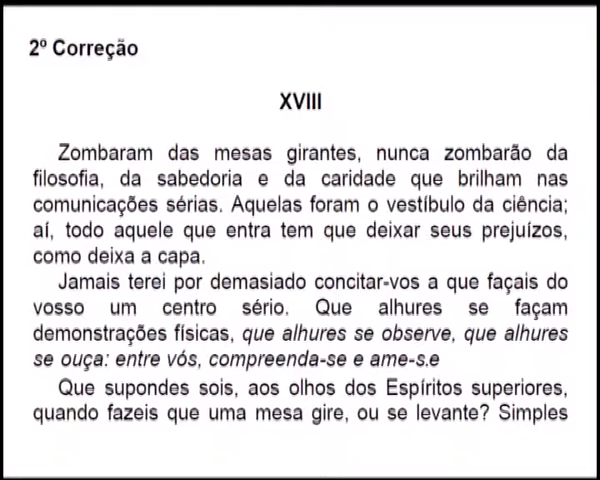 2º Correção
XVIII
Zombaram das mesas girantes, nunca zombarão da
filosofia, da sabedoria e da caridade que brilham nas
comunicações sérias. Aquelas foram o vestíbulo da ciência;
aí, todo aquele que entra tem que deixar seus prejuízos,
como deixa a capa.
Jamais terei por demasiado concitar-vos a que façais do
vosso um centro sério. Que alhures se façam
demonstrações físicas, que alhures se observe, que alhures
se ouça: entre vós, compreenda-se e ame-s.e
Que supondes sois, aos olhos dos Espíritos superiores,
quando fazeis que uma mesa gire, ou se levante? Simples